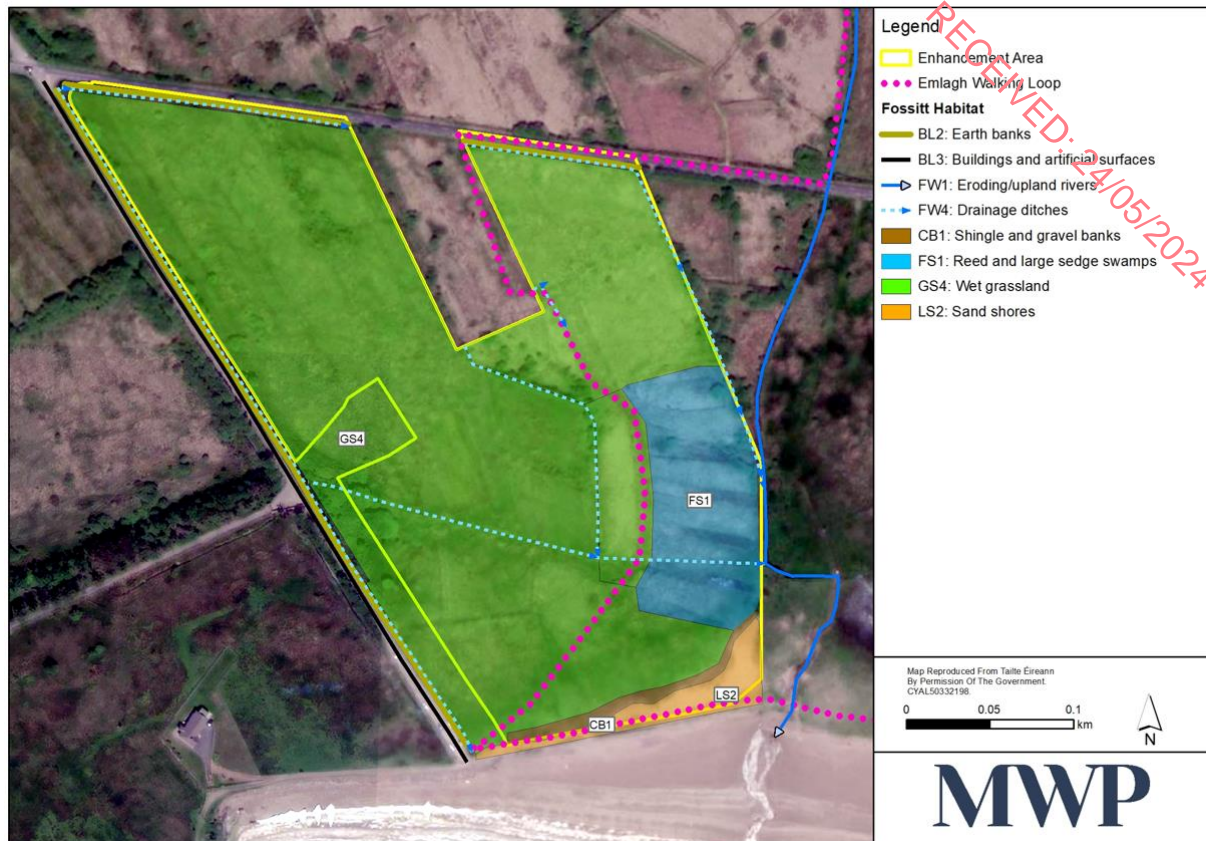 Legend
Enhancement Area
Emlagh Walking Loop
Fossitt Habitat
BL2: Earth banks
BL3: Buildings and artificial surfaces
FW1: Eroding/upland rivers
FW4: Drainage ditches
CB1: Shingle and gravel banks
FS1: Reed and large sedge swamps
GS4: Wet grassland
LS2: Sand shores
RECEIVED: 24/05/2024
GS4
FS1
LS2
CB1
Map Reproduced From Tailte Éireann
By Permission Of The Government.
CYAL50332198.
0 0.05 0.1
km
N
MWP